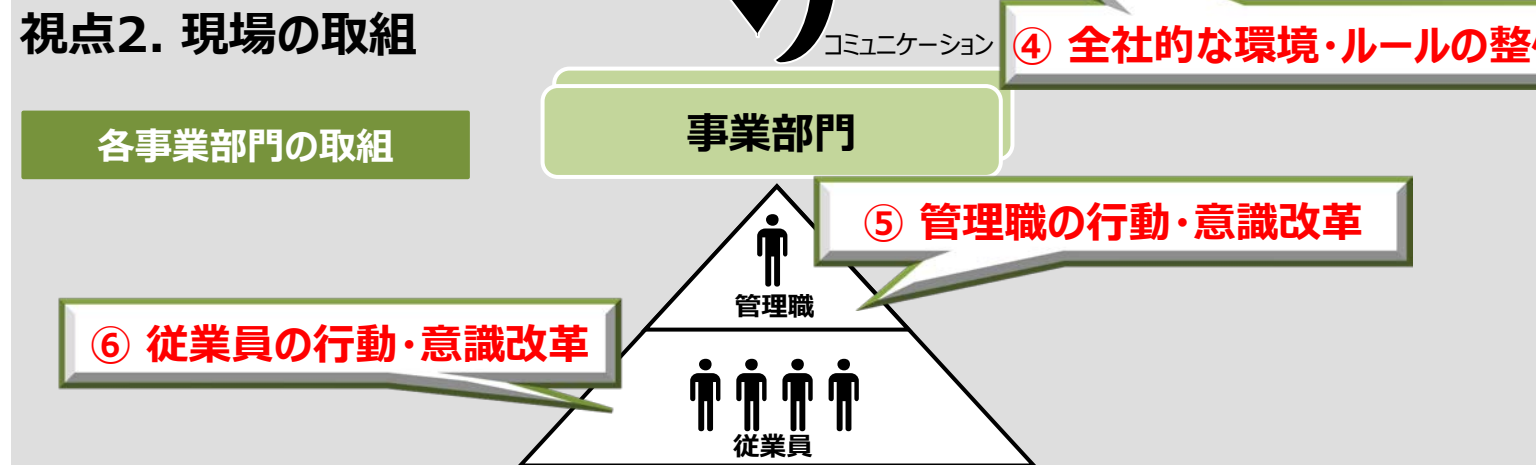 視点2. 現場の取組
コミュニケーション
④ 全社的な環境・ルールの整
各事業部門の取組
事業部門
⑤ 管理職の行動・意識改革
管理職
⑥ 従業員の行動・意識改革
従業員